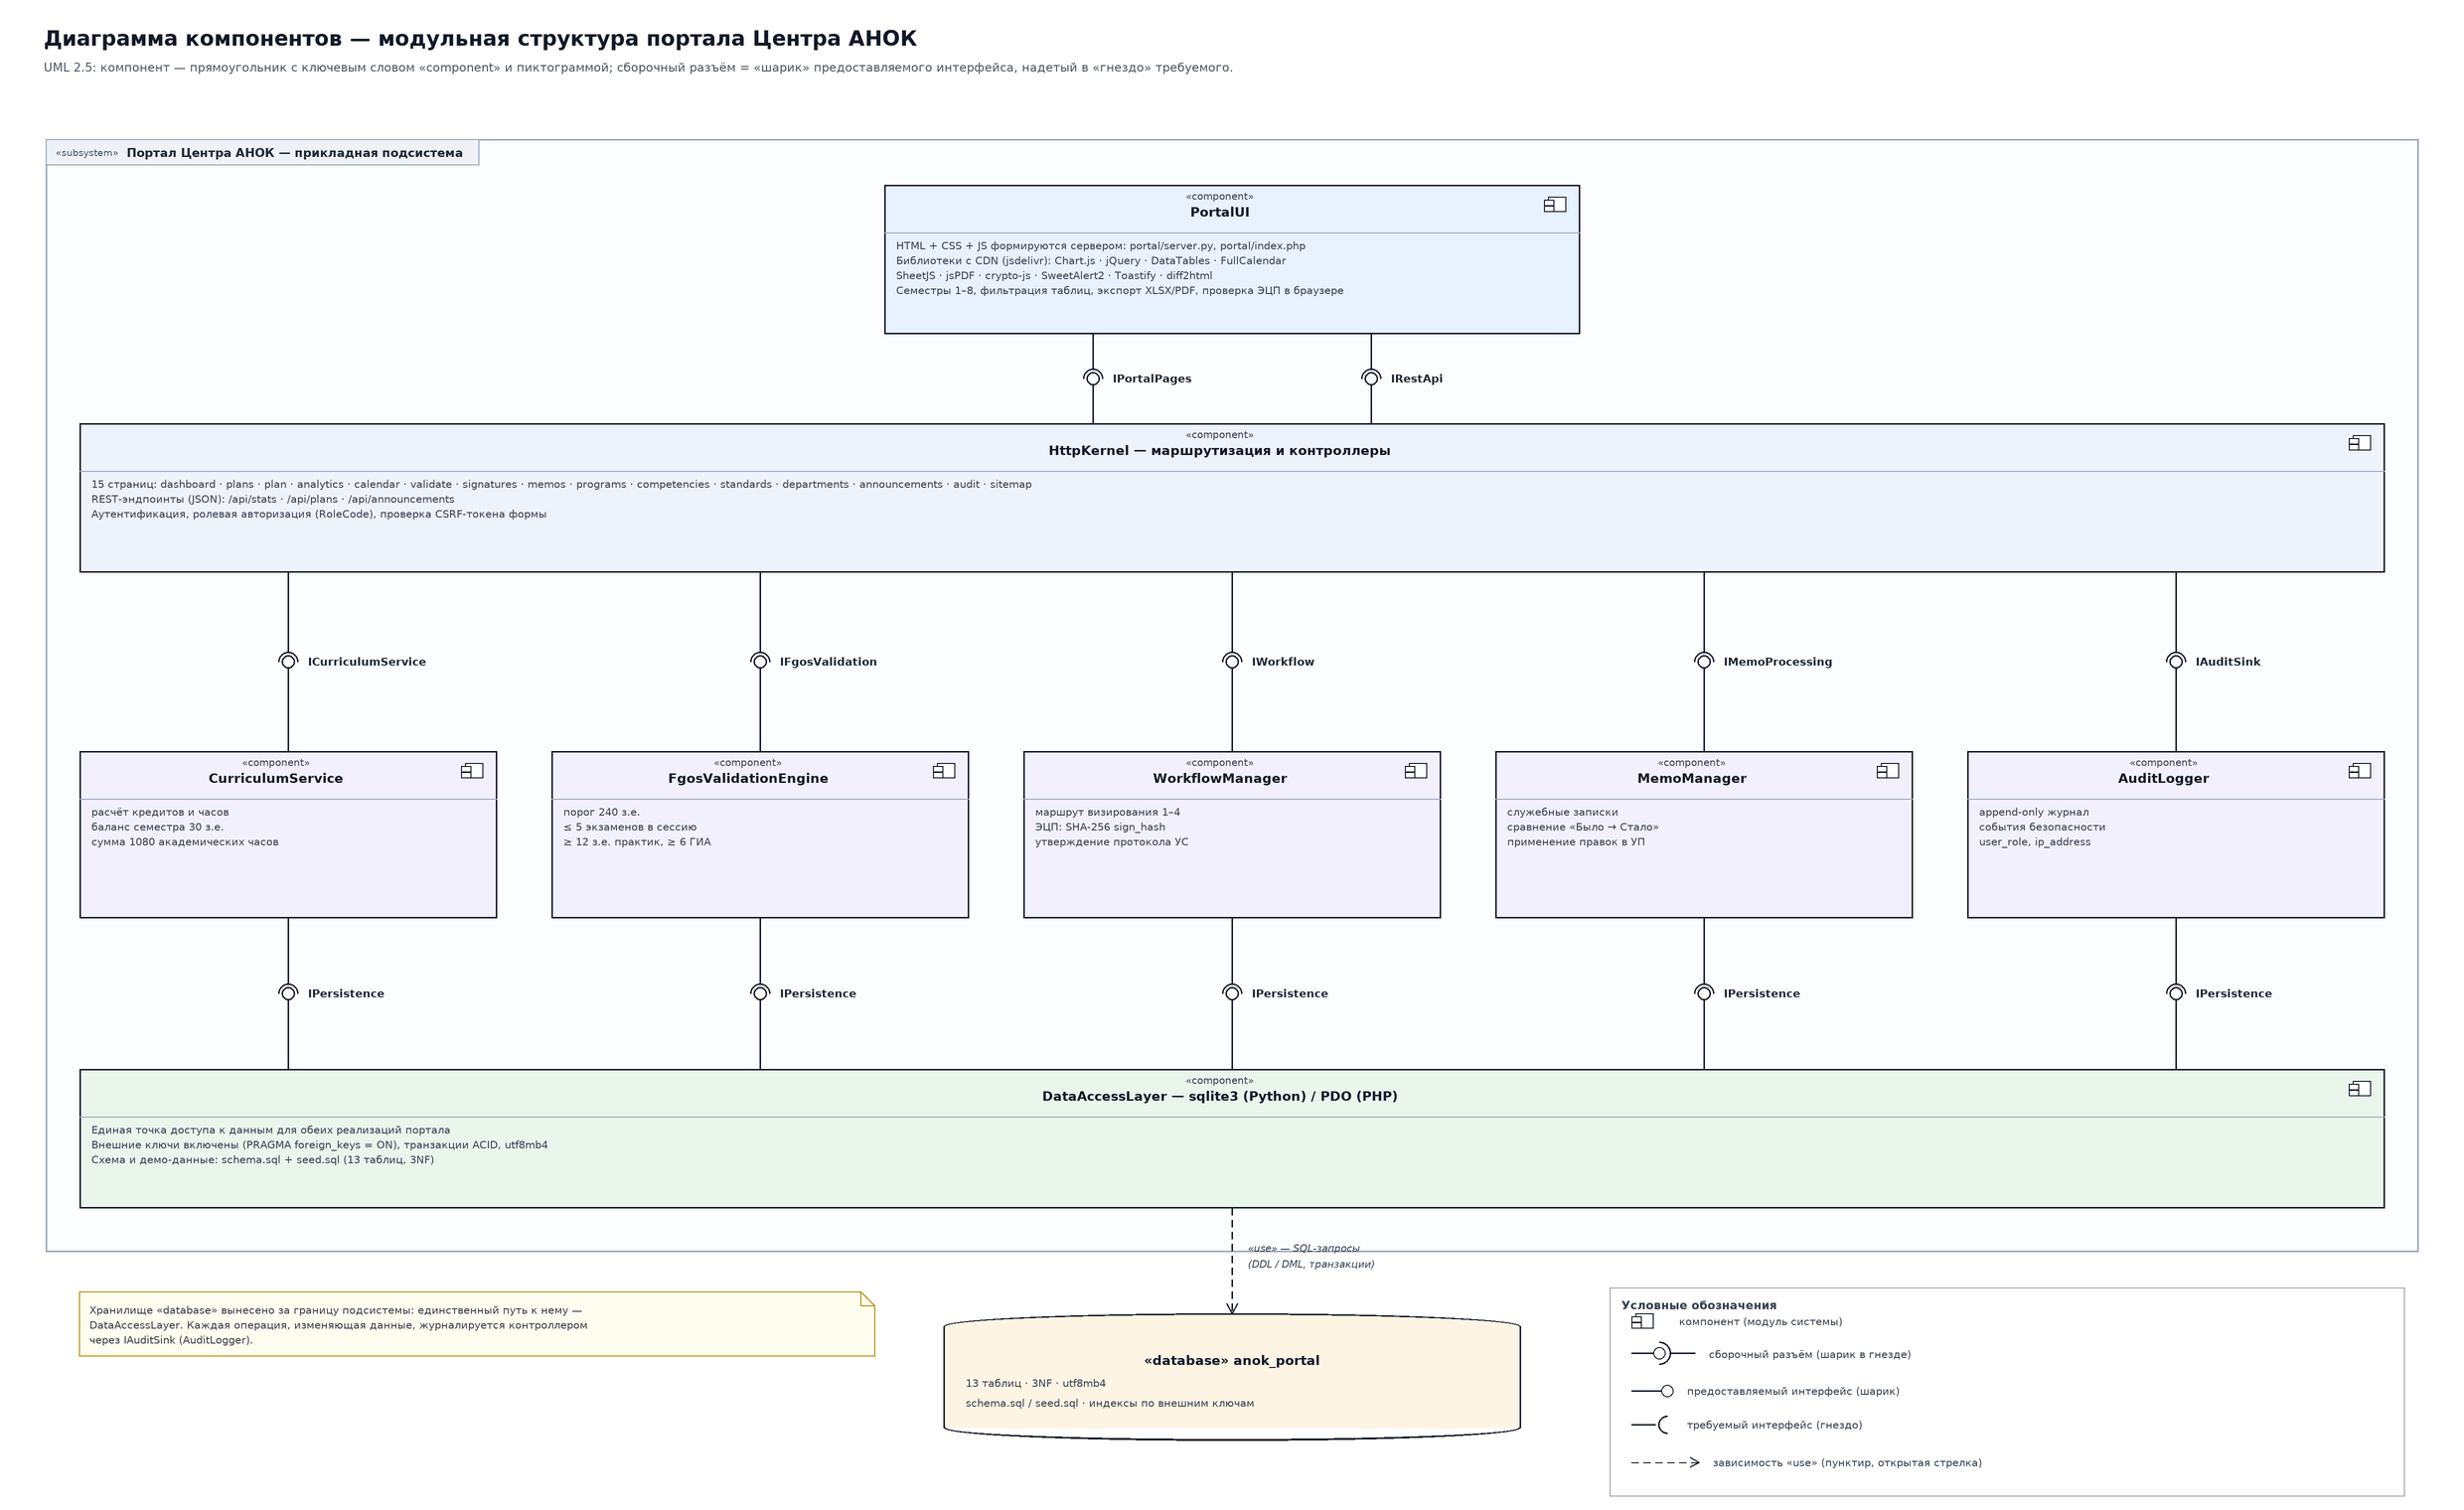 Диаграмма компонентов — модульная структура портала Центра АНОК
UML 2.5: компонент — прямоугольник с ключевым словом «component» и пиктограммой; сборочный разъём = «шарик» предоставляемого интерфейса, надетый в «гнездо» требуемого.
«subsystem» Портал Центра АНОК — прикладная подсистема
«component»
PortalUI
HTML + CSS + JS формируются сервером: portal/server.py, portal/index.php
Библиотеки с CDN (jsdelivr): Chart.js · jQuery · DataTables · FullCalendar
SheetJS · jsPDF · crypto-js · SweetAlert2 · Toastify · diff2html
Семестры 1–8, фильтрация таблиц, экспорт XLSX/PDF, проверка ЭЦП в браузере
IPortalPages
IRestApi
«component»
HttpKernel — маршрутизация и контроллеры
15 страниц: dashboard · plans · plan · analytics · calendar · validate · signatures · memos · programs · competencies · standards · departments · announcements · audit · sitemap
REST-эндпоинты (JSON): /api/stats · /api/plans · /api/announcements
Аутентификация, ролевая авторизация (RoleCode), проверка CSRF-токена формы
ICurriculumService
IFgosValidation
IWorkflow
IMemoProcessing
IAuditSink
«component»
CurriculumService
расчёт кредитов и часов
баланс семестра 30 з.е.
сумма 1080 академических часов
«component»
FgosValidationEngine
порог 240 з.е.
≤ 5 экзаменов в сессию
≥ 12 з.е. практик, ≥ 6 ГИА
«component»
WorkflowManager
маршрут визирования 1–4
ЭЦП: SHA-256 sign_hash
утверждение протокола УС
«component»
MemoManager
служебные записки
сравнение «Было → Стало»
применение правок в УП
«component»
AuditLogger
append-only журнал
события безопасности
user_role, ip_address
IPersistence
IPersistence
IPersistence
IPersistence
IPersistence
«component»
DataAccessLayer — sqlite3 (Python) / PDO (PHP)
Единая точка доступа к данным для обеих реализаций портала
Внешние ключи включены (PRAGMA foreign_keys = ON), транзакции ACID, utf8mb4
Схема и демо-данные: schema.sql + seed.sql (13 таблиц, 3NF)
«use» — SQL-запросы
(DDL / DML, транзакции)
Хранилище «database» вынесено за границу подсистемы: единственный путь к нему —
DataAccessLayer. Каждая операция, изменяющая данные, журналируется контроллером
через IAuditSink (AuditLogger).
«database» anok_portal
13 таблиц · 3NF · utf8mb4
schema.sql / seed.sql · индексы по внешним ключам
Условные обозначения
компонент (модуль системы)
сборочный разъём (шарик в гнезде)
предоставляемый интерфейс (шарик)
требуемый интерфейс (гнездо)
зависимость «use» (пунктир, открытая стрелка)